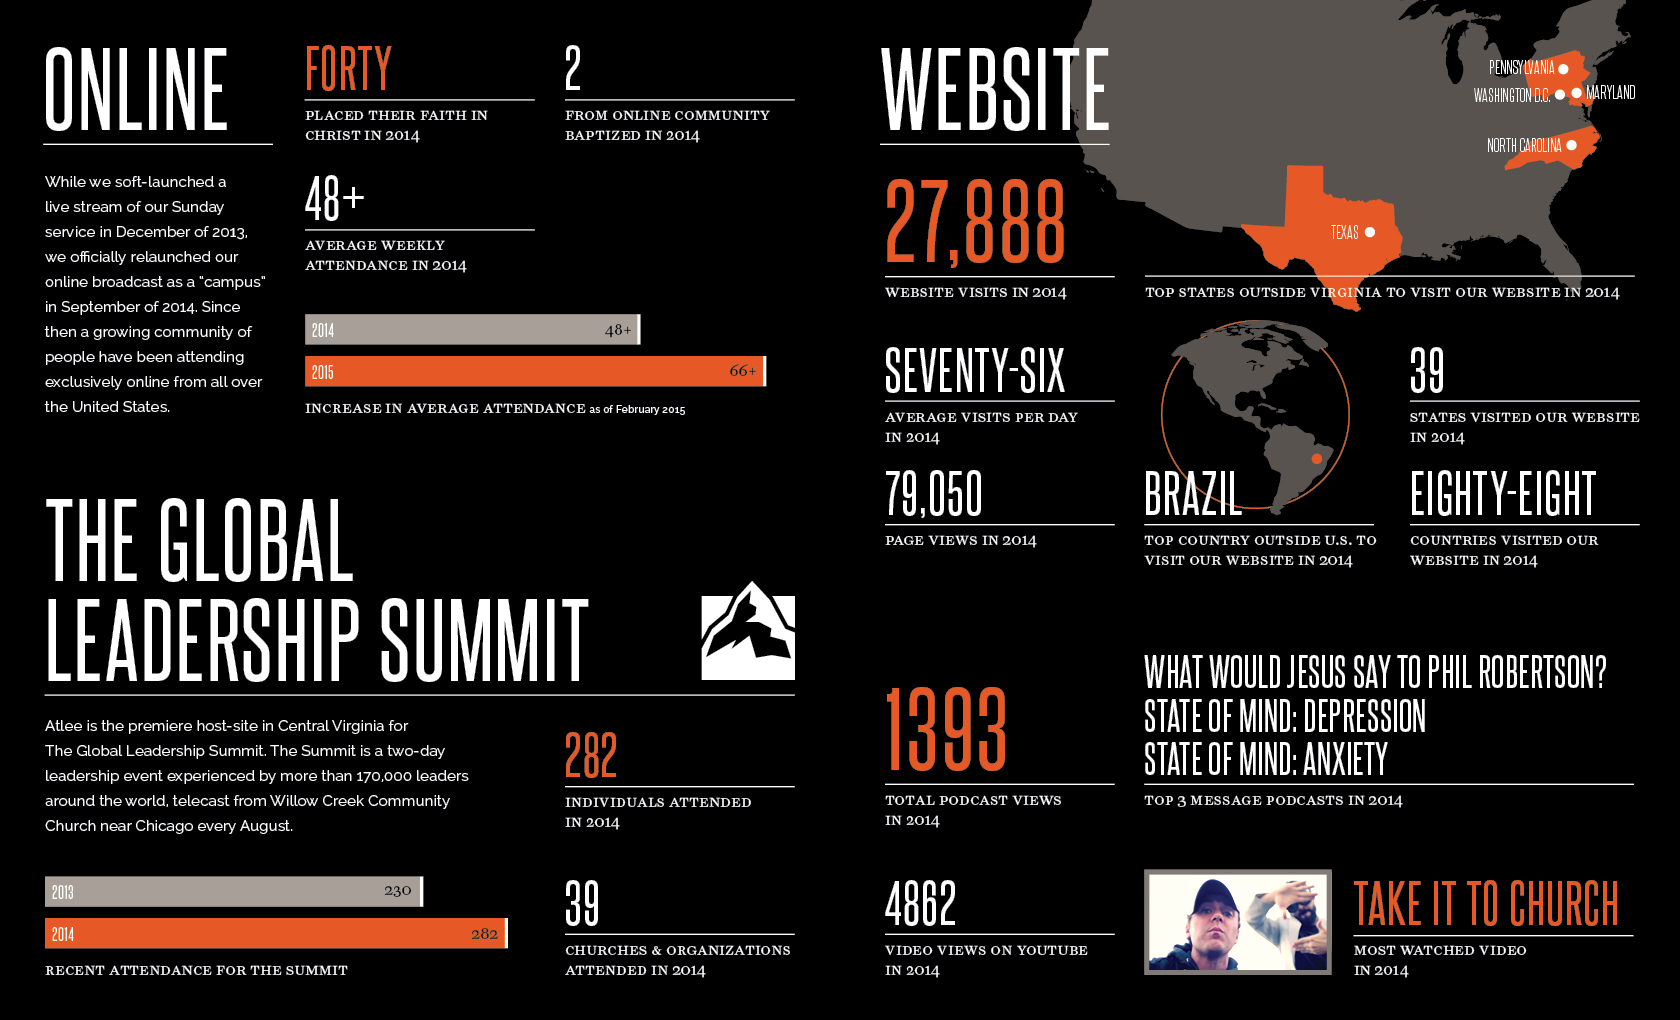 ONLINE
While we soft-launched a
live stream of our Sunday
service in December of 2013,
we officially relaunched our
online broadcast as a "campus"
in September of 2014. Since
then a growing community of
people have been attending
exclusively online from all over
the United States.
FORTY
PLACED THEIR FAITH IN
CHRIST IN 2014
2
FROM ONLINE COMMUNITY
BAPTIZED IN 2014
48+
AVERAGE WEEKLY
ATTENDANCE IN 2014
2014 48+
2015 66+
INCREASE IN AVERAGE ATTENDANCE as of February 2015
THE GLOBAL
LEADERSHIP SUMMIT
Atlee is the premiere host-site in Central Virginia for
The Global Leadership Summit. The Summit is a two-day
leadership event experienced by more than 170,000 leaders
around the world, telecast from Willow Creek Community
Church near Chicago every August.
282
INDIVIDUALS ATTENDED
IN 2014
2013 230
2014 282
RECENT ATTENDANCE FOR THE SUMMIT
39
CHURCHES & ORGANIZATIONS
ATTENDED IN 2014
WEBSITE
PENNSYLVANIA
WASHINGTON D.C.
MARYLAND
NORTH CAROLINA
TEXAS
27,888
WEBSITE VISITS IN 2014
TOP STATES OUTSIDE VIRGINIA TO VISIT OUR WEBSITE IN 2014
SEVENTY-SIX
AVERAGE VISITS PER DAY
IN 2014
39
STATES VISITED OUR WEBSITE
IN 2014
79,050
PAGE VIEWS IN 2014
BRAZIL
TOP COUNTRY OUTSIDE U.S. TO
VISIT OUR WEBSITE IN 2014
EIGHTY-EIGHT
COUNTRIES VISITED OUR
WEBSITE IN 2014
1393
TOTAL PODCAST VIEWS
IN 2014
WHAT WOULD JESUS SAY TO PHIL ROBERTSON?
STATE OF MIND: DEPRESSION
STATE OF MIND: ANXIETY
TOP 3 MESSAGE PODCASTS IN 2014
4862
VIDEO VIEWS ON YOUTUBE
IN 2014
TAKE IT TO CHURCH
MOST WATCHED VIDEO
IN 2014